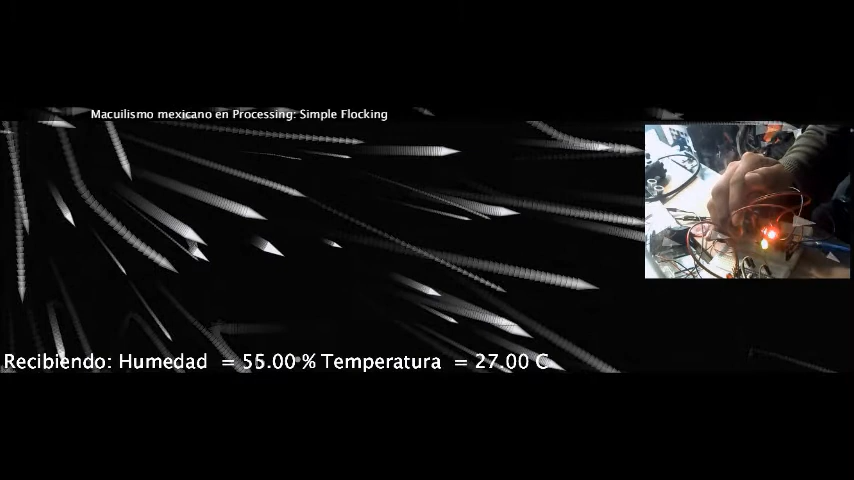 Macuilismo mexicano en Processing: Simple Flocking
Recibiendo: Humedad = 55.00 % Temperatura = 27.00 C